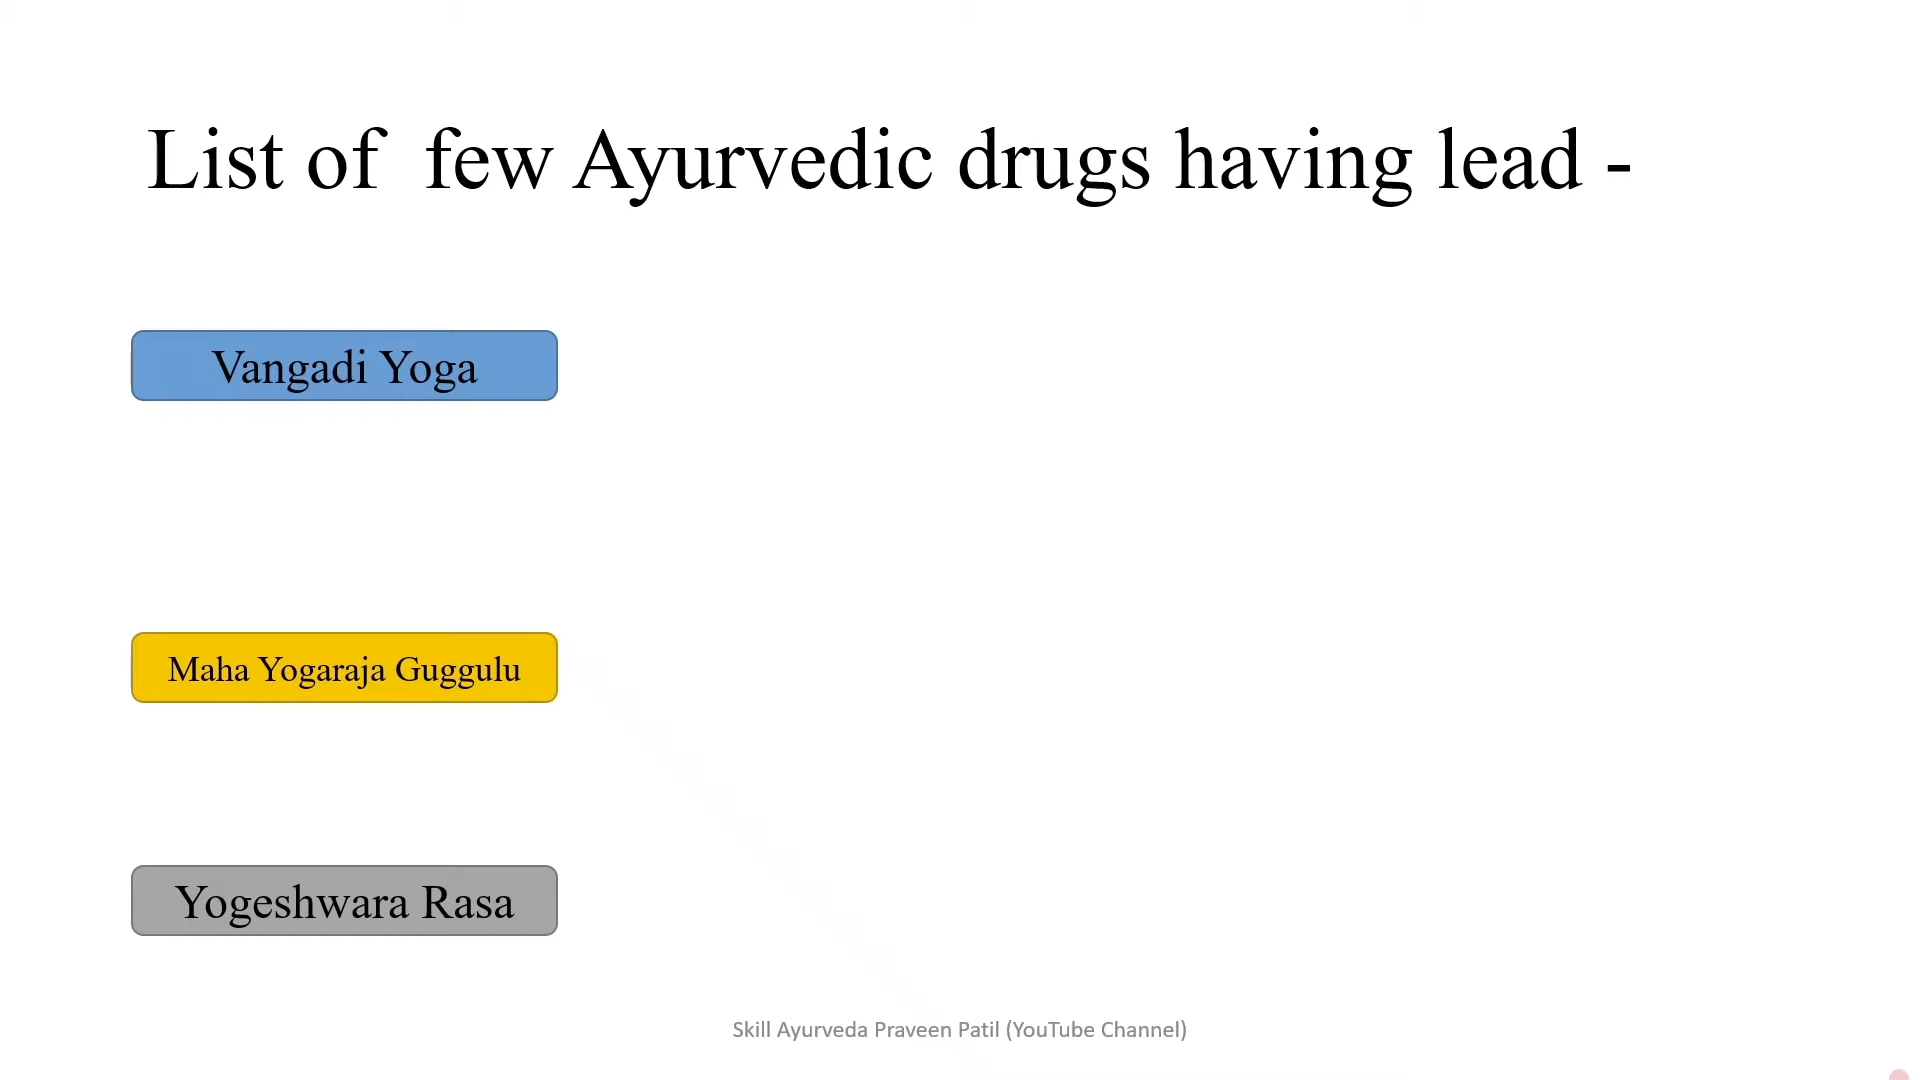 List of  few Ayurvedic drugs having lead -
Vangadi Yoga
Maha Yogaraja Guggulu
Yogeshwara Rasa
Skill Ayurveda Praveen Patil (YouTube Channel)